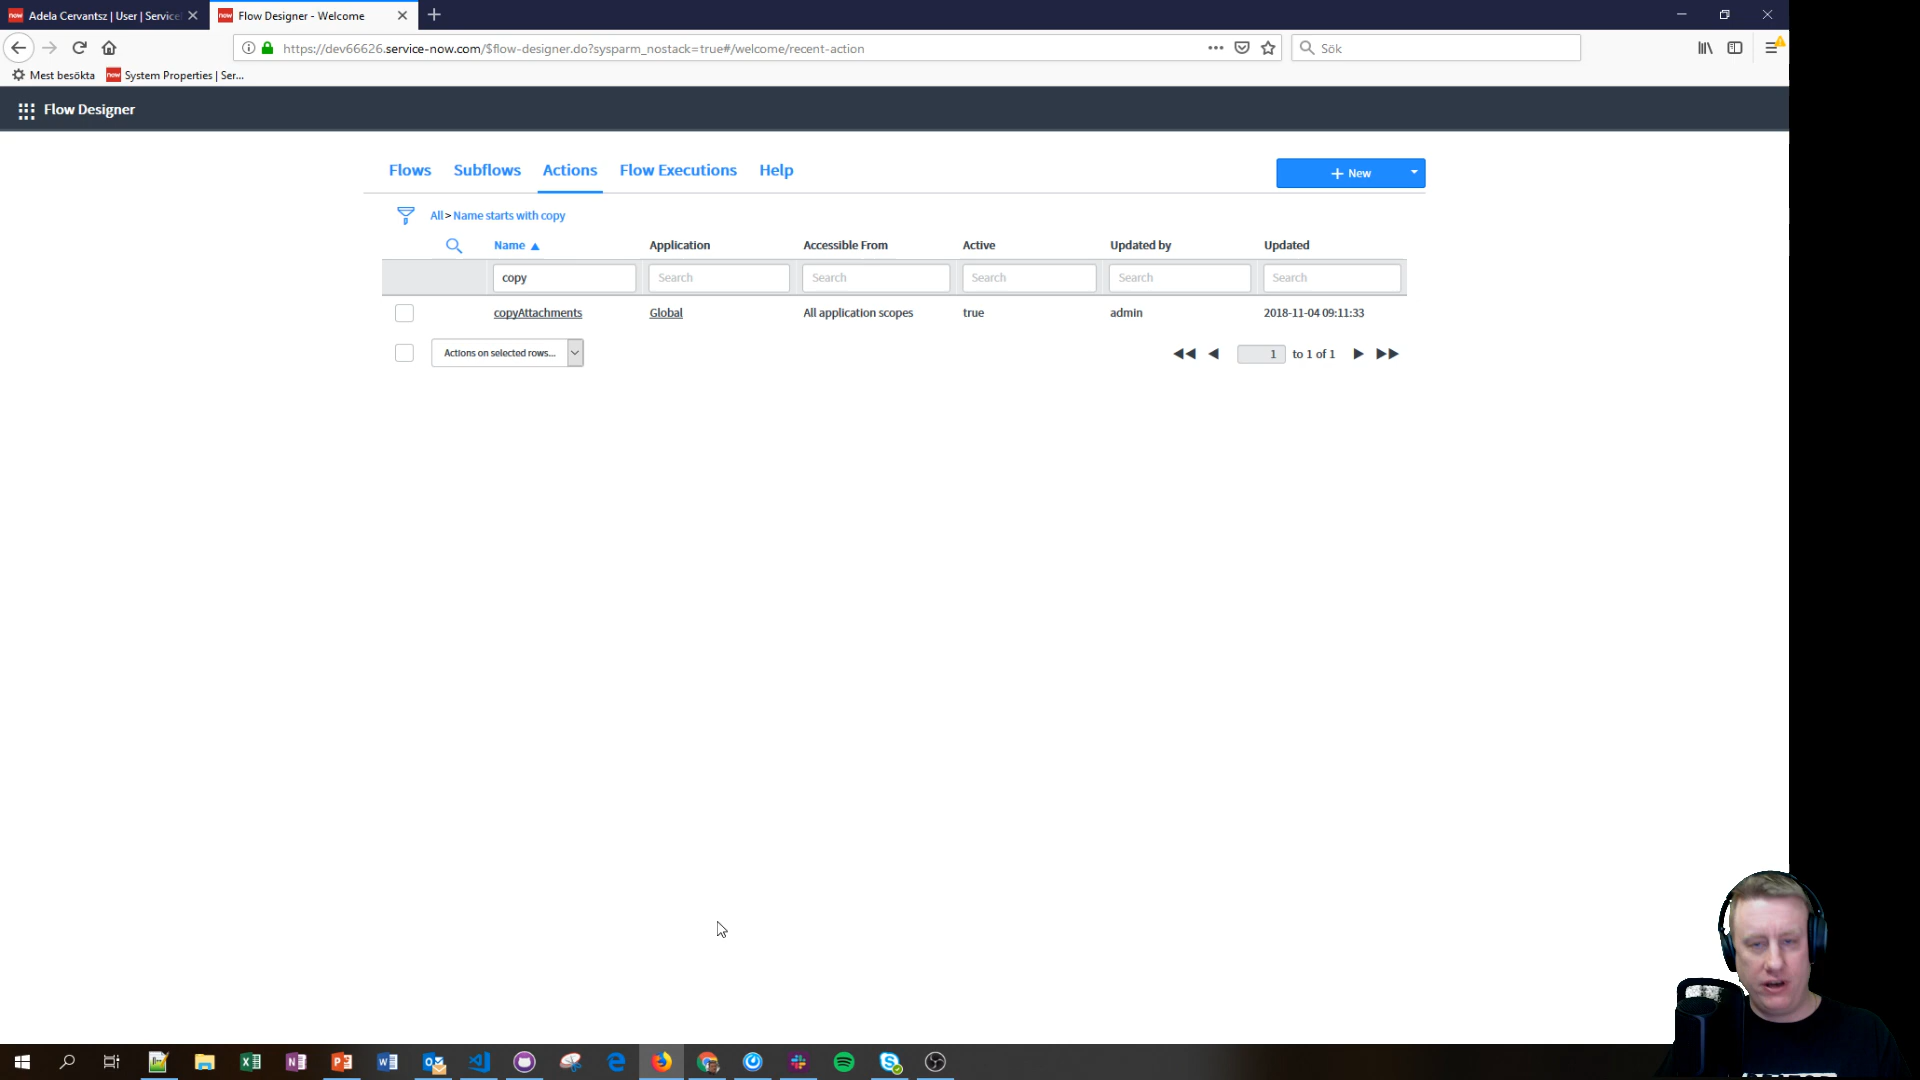 Adela Cervantsz | User | Service
Flow Designer - Welcome
https://dev66626.service-now.com/$flow-designer.do?sysparm_nostack=true#/welcome/recent-action
Sök
Mest besökta
now System Properties | Ser...
Flow Designer
Flows Subflows Actions Flow Executions Help
+ New
All > Name starts with copy
Name Application Accessible From Active Updated by Updated
copy Search Search Search Search Search
copyAttachments Global All application scopes true admin 2018-11-04 09:11:33
Actions on selected rows... 1 to 1 of 1